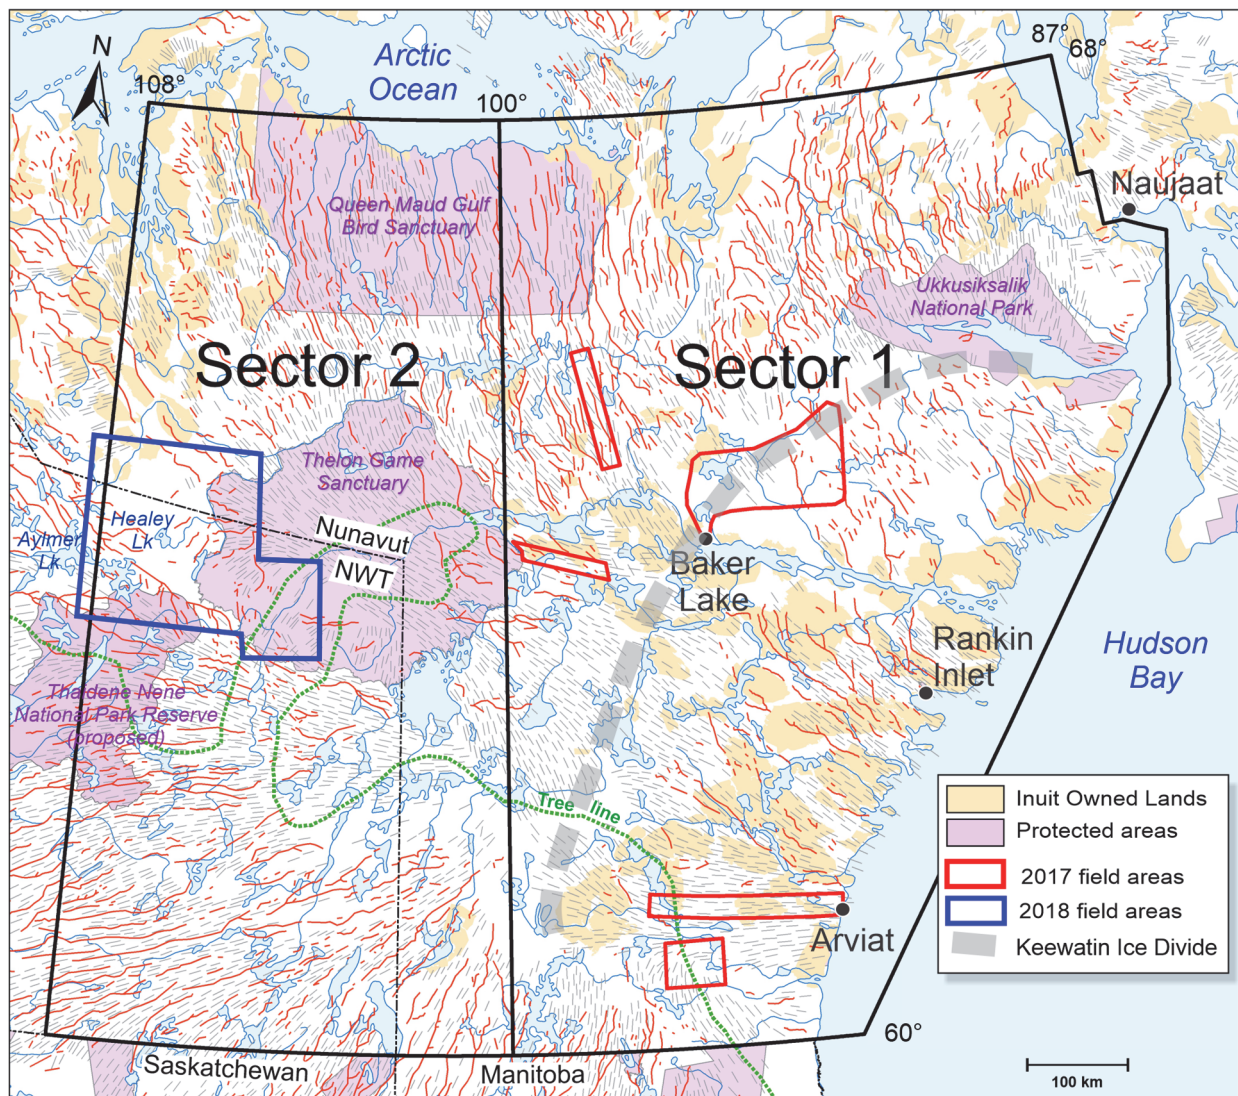 N
108°
Arctic
Ocean
100°
87°
68°
Naujaat
Queen Maud Gulf
Bird Sanctuary
Ukkusiksalik
National Park
Sector 2
Sector 1
Thelon Game
Sanctuary
Healey
Lk
Aylmer
Lk
Nunavut
NWT
Baker
Lake
Rankin
Inlet
Hudson
Bay
Thaidene Nene
National Park Reserve
(proposed)
Tree line
Arviat
Inuit Owned Lands
Protected areas
2017 field areas
2018 field areas
Keewatin Ice Divide
60°
Saskatchewan
Manitoba
100 km